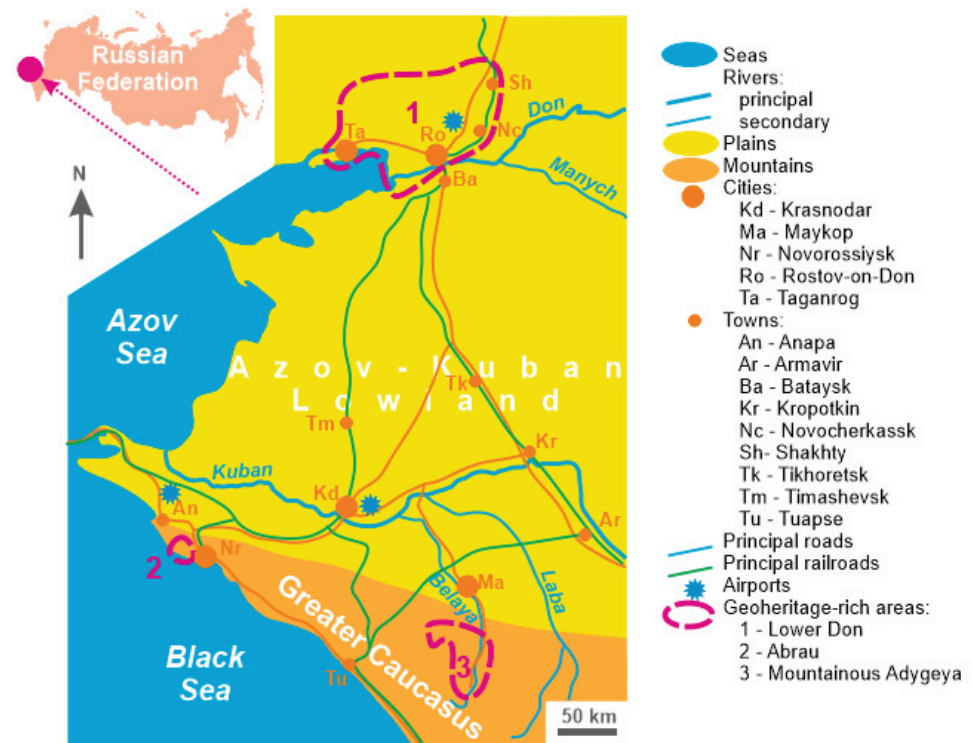 Russian
Federation
N
1
Sh
Don
Ta
Ro
Nc
Ba
Manych
Azov
Sea
Azov-Kuban
Lowland
Tk
Tm
Kr
Kuban
Kd
An
Ar
2
Nr
Ma
Belaya
Laba
Greater Caucasus
3
Black
Sea
Tu
50 km
Seas
Rivers:
principal
secondary
Plains
Mountains
Cities:
Kd - Krasnodar
Ma - Maykop
Nr - Novorossiysk
Ro - Rostov-on-Don
Ta - Taganrog
Towns:
An - Anapa
Ar - Armavir
Ba - Bataysk
Kr - Kropotkin
Nc - Novocherkassk
Sh- Shakhty
Tk - Tikhoretsk
Tm - Timashevsk
Tu - Tuapse
Principal roads
Principal railroads
Airports
Geoheritage-rich areas:
1 - Lower Don
2 - Abrau
3 - Mountainous Adygeya